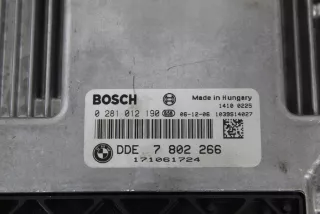 BOSCH
Made in Hungary
1410 0225
0 281 012 190
06-12-06 1039S14027
DDE 7 802 266
171061724